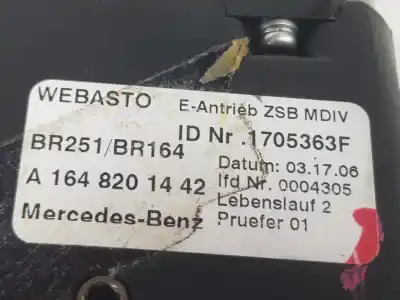 WEBASTO E-Antrieb ZSB MDIV
ID Nr.1705363F
BR251/BR164
Datum: 03.17.06
A 164 820 14 42
lfd Nr. 0004305
Lebenslauf 2
Mercedes-Benz
Pruefer 01